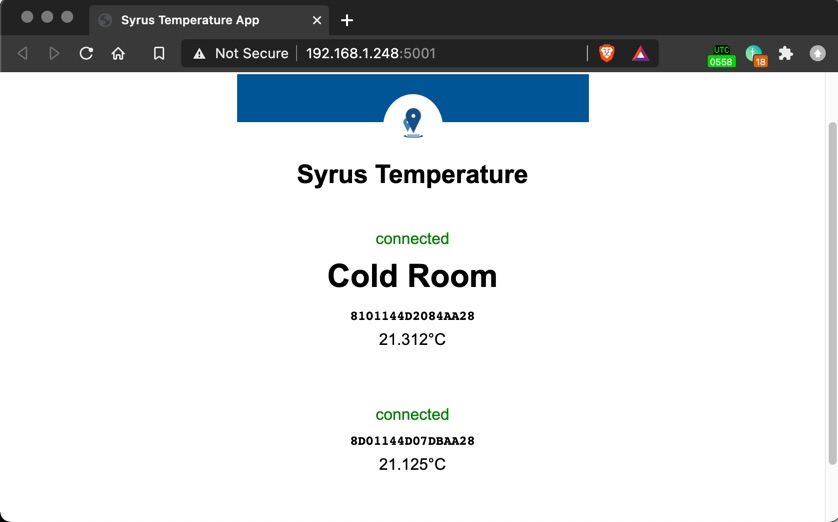 Syrus Temperature App
Not Secure 192.168.1.248:5001
UTC
0558
18
Syrus Temperature
connected
Cold Room
8101144D2084AA28
21.312°C
connected
8D01144D07DBAA28
21.125°C